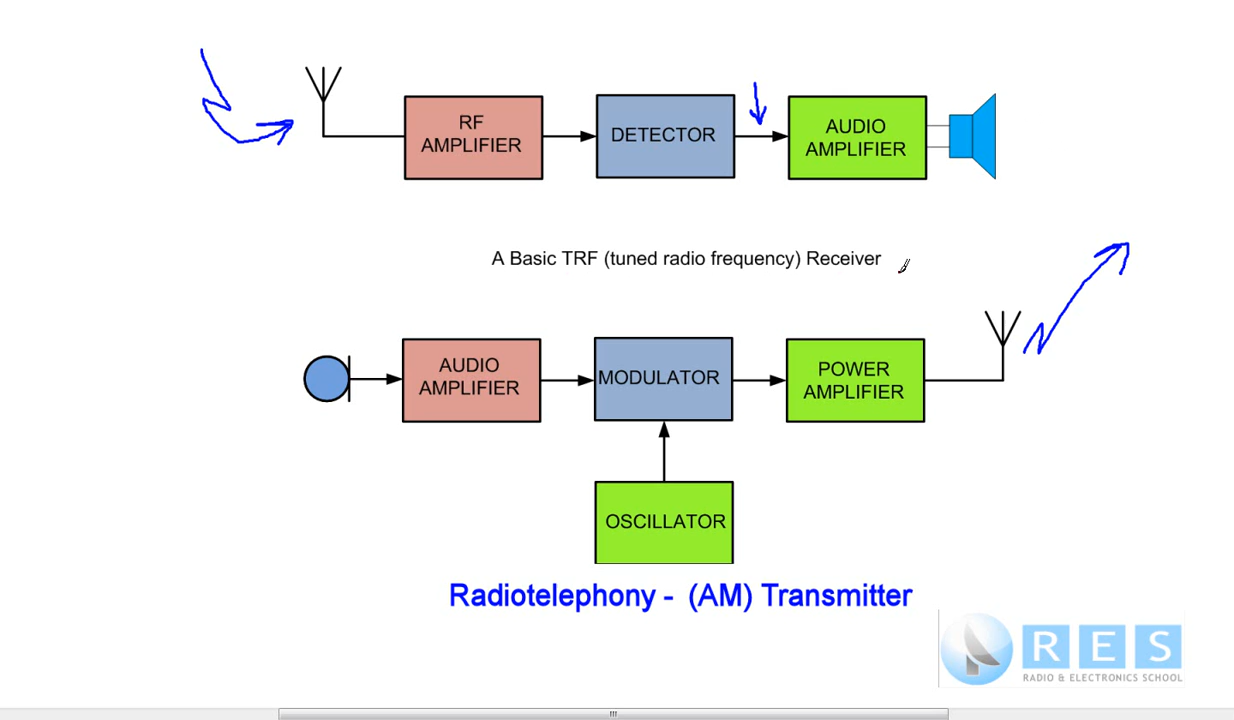 RF
AMPLIFIER
DETECTOR
AUDIO
AMPLIFIER
A Basic TRF (tuned radio frequency) Receiver
AUDIO
AMPLIFIER
MODULATOR
POWER
AMPLIFIER
OSCILLATOR
Radiotelephony - (AM) Transmitter
RES
RADIO & ELECTRONICS SCHOOL